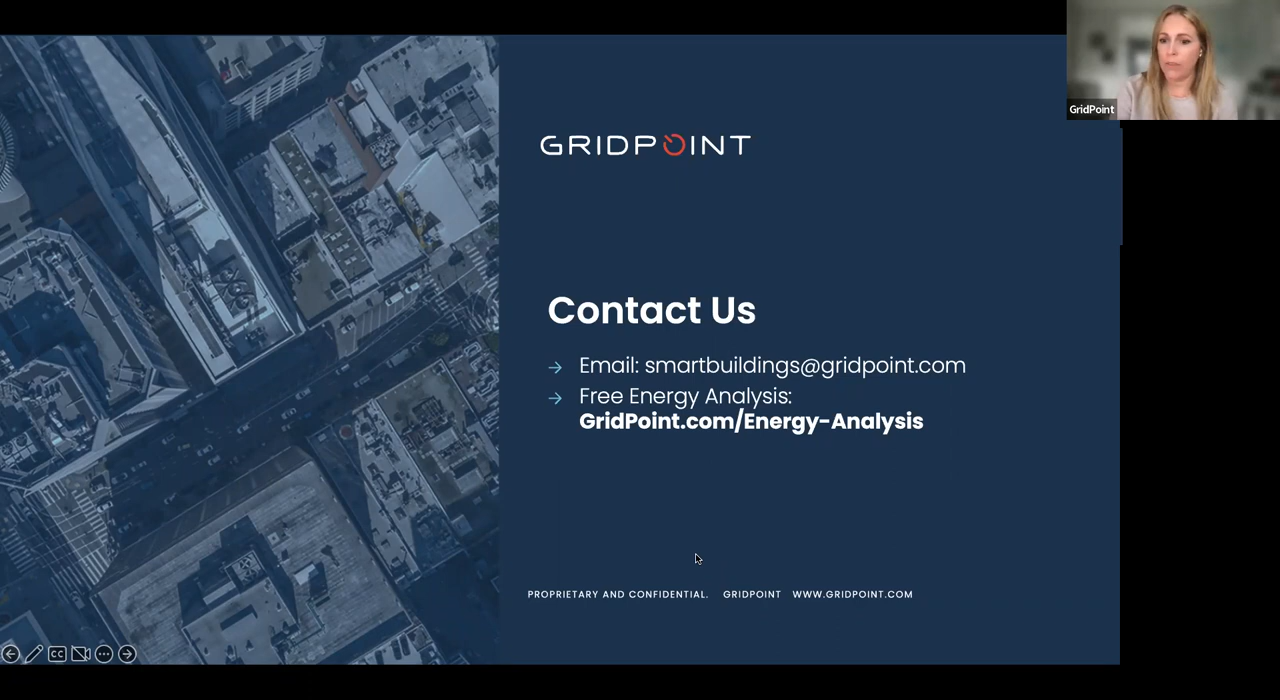 GridPoint
GRIDPOINT
Contact Us
Email: smartbuildings@gridpoint.com
Free Energy Analysis:
GridPoint.com/Energy-Analysis
PROPRIETARY AND CONFIDENTIAL. GRIDPOINT WWW.GRIDPOINT.COM
CC